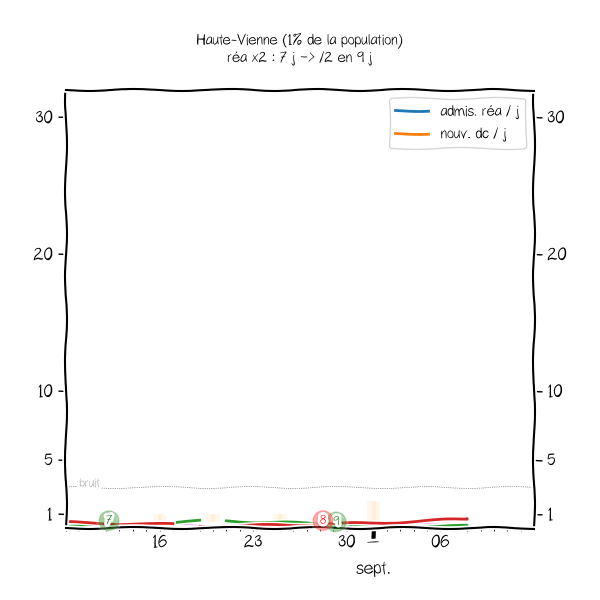 Haute-Vienne (1% de la population)
réa x2 : 7 j -> /2 en 9 j
admis. réa / j
nouv. dc / j
30
30
20
20
10
10
5
5
bruit
1
1
7
8
9
16
23
30
06
sept.